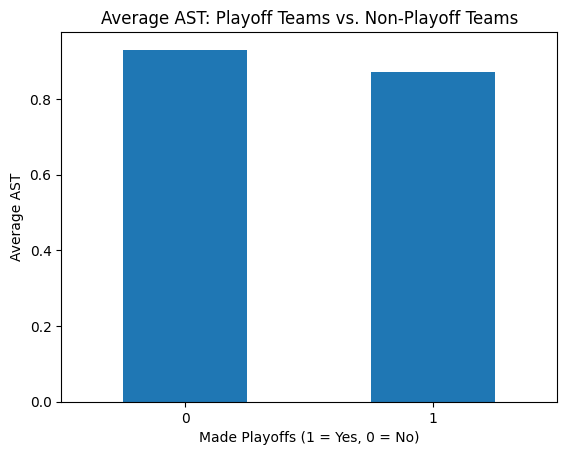 Average AST: Playoff Teams vs. Non-Playoff Teams
Average AST
0.8
0.6
0.4
0.2
0.0
0 1
Made Playoffs (1 = Yes, 0 = No)